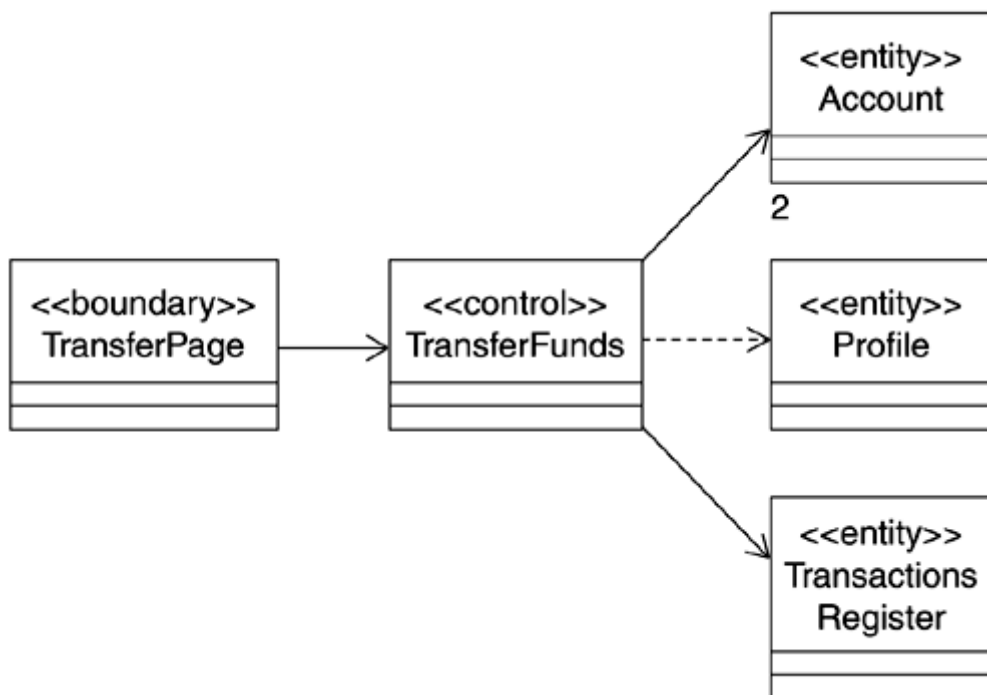 <<entity>>
Account
2
<<boundary>>
TransferPage
<<control>>
TransferFunds
<<entity>>
Profile
<<entity>>
Transactions
Register